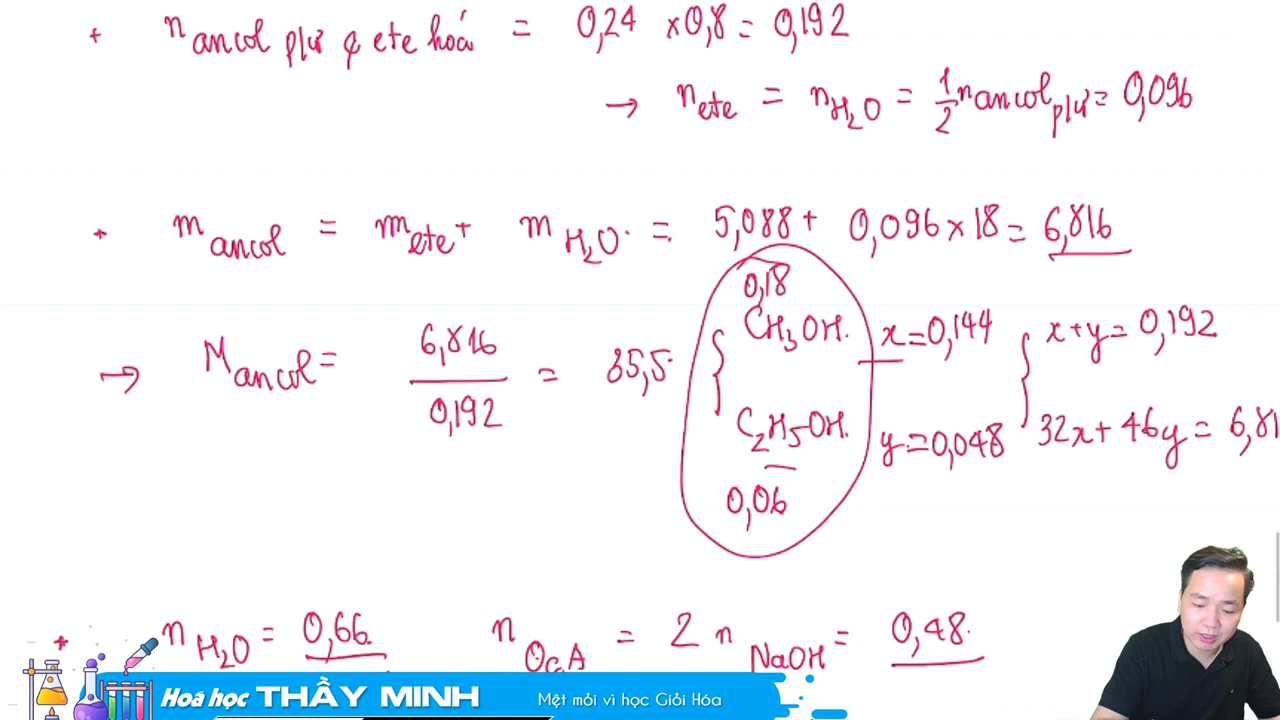 + n ancol p/ư ⊄ ete hoá = 0,24 x 0,8 = 0,192
→ n ete = n H2O = 1/2 n ancol p/ư = 0,096
+ m ancol = m ete + m H2O = 5,088 + 0,096 x 18 = 6,816
0,18
→ M ancol = 6,816 / 0,192 = 35,5 { CH3OH. x = 0,144 { x + y = 0,192
C2H5OH. y = 0,048 32x + 46y = 6,81
0,06
+ n H2O = 0,66. n O c A = 2 n NaOH = 0,48.
Hoá học THẦY MINH Mệt mỏi vì học Giỏi Hóa